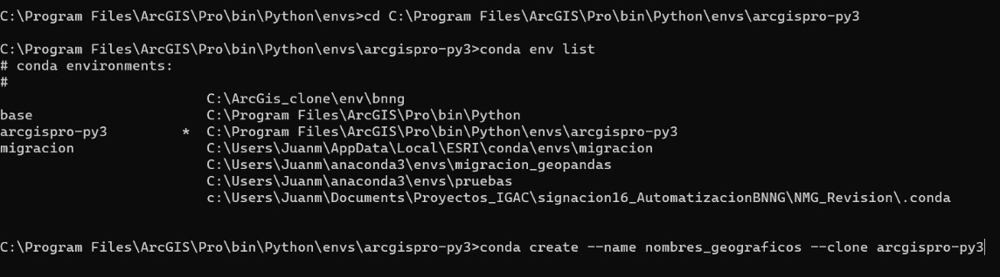 C:\Program Files\ArcGIS\Pro\bin\Python\envs>cd C:\Program Files\ArcGIS\Pro\bin\Python\envs\arcgispro-py3
C:\Program Files\ArcGIS\Pro\bin\Python\envs\arcgispro-py3>conda env list
# conda environments:
#
C:\ArcGis_clone\env\bnng
base C:\Program Files\ArcGIS\Pro\bin\Python
arcgispro-py3 * C:\Program Files\ArcGIS\Pro\bin\Python\envs\arcgispro-py3
migracion C:\Users\Juanm\AppData\Local\ESRI\conda\envs\migracion
C:\Users\Juanm\anaconda3\envs\migracion_geopandas
C:\Users\Juanm\anaconda3\envs\pruebas
c:\Users\Juanm\Documents\Proyectos_IGAC\signacion16_AutomatizacionBNNG\NMG_Revision\.conda
C:\Program Files\ArcGIS\Pro\bin\Python\envs\arcgispro-py3>conda create --name nombres_geograficos --clone arcgispro-py3